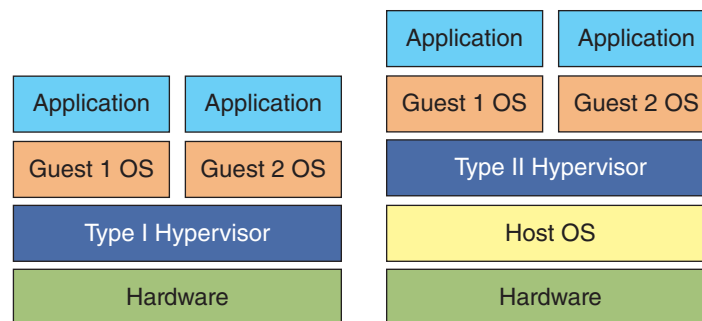 Application
Application
Guest 1 OS
Guest 2 OS
Type I Hypervisor
Hardware
Application
Application
Guest 1 OS
Guest 2 OS
Type II Hypervisor
Host OS
Hardware